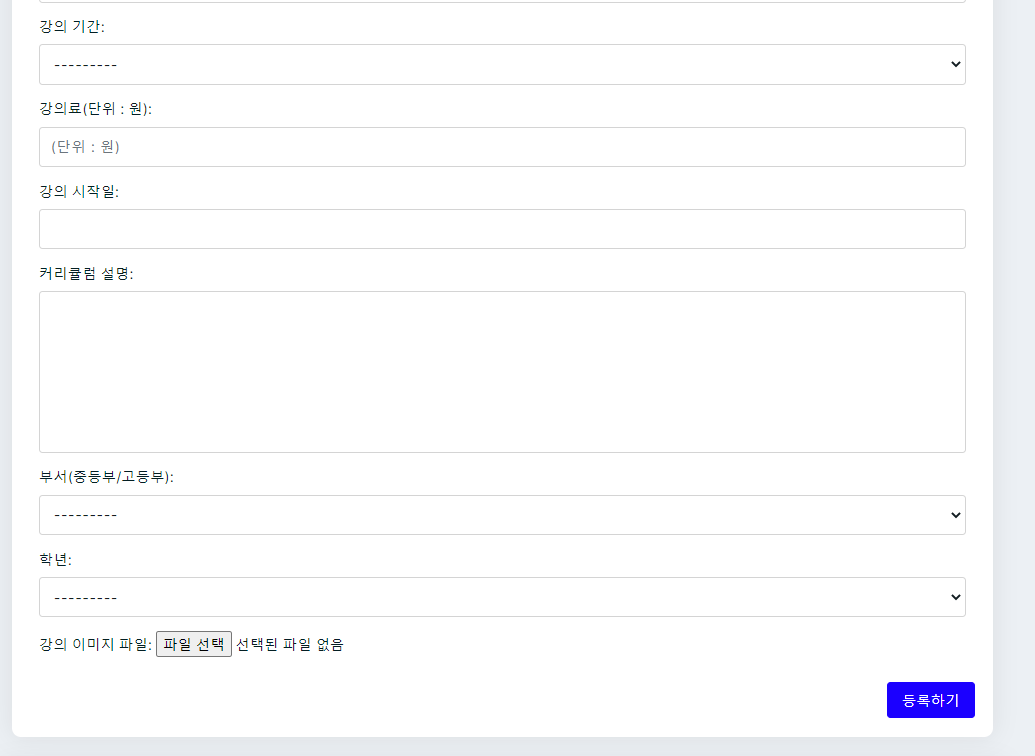 강의 기간:
---------
강의료(단위 : 원):
(단위 : 원)
강의 시작일:
커리큘럼 설명:
부서(중등부/고등부):
---------
학년:
---------
강의 이미지 파일: 파일 선택 선택된 파일 없음
등록하기